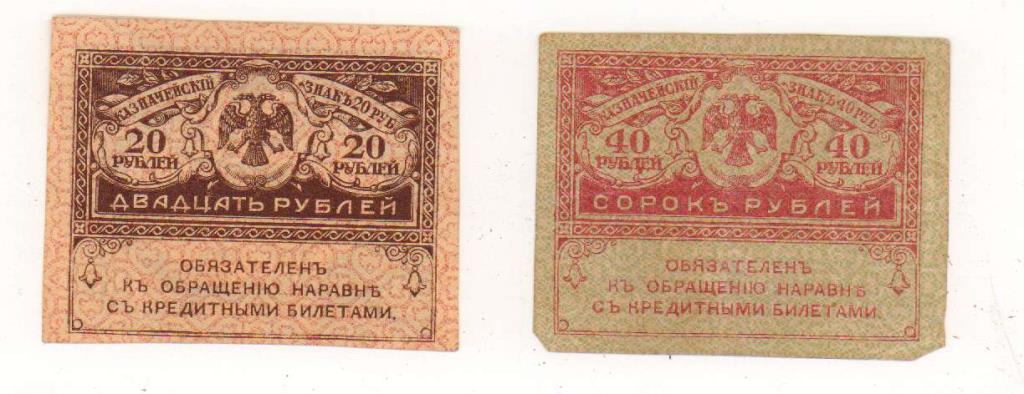 КАЗНАЧЕЙСКІЙ ЗНАКЪ 20 РУБ.
20 РУБЛЕЙ
20 РУБЛЕЙ
ДВАДЦАТЬ РУБЛЕЙ
ОБЯЗАТЕЛЕНЪ
КЪ ОБРАЩЕНІЮ НАРАВНѢ
СЪ КРЕДИТНЫМИ БИЛЕТАМИ.
КАЗНАЧЕЙСКІЙ ЗНАКЪ 40 РУБ.
40 РУБЛЕЙ
40 РУБЛЕЙ
СОРОКЪ РУБЛЕЙ
ОБЯЗАТЕЛЕНЪ
КЪ ОБРАЩЕНІЮ НАРАВНѢ
СЪ КРЕДИТНЫМИ БИЛЕТАМИ.